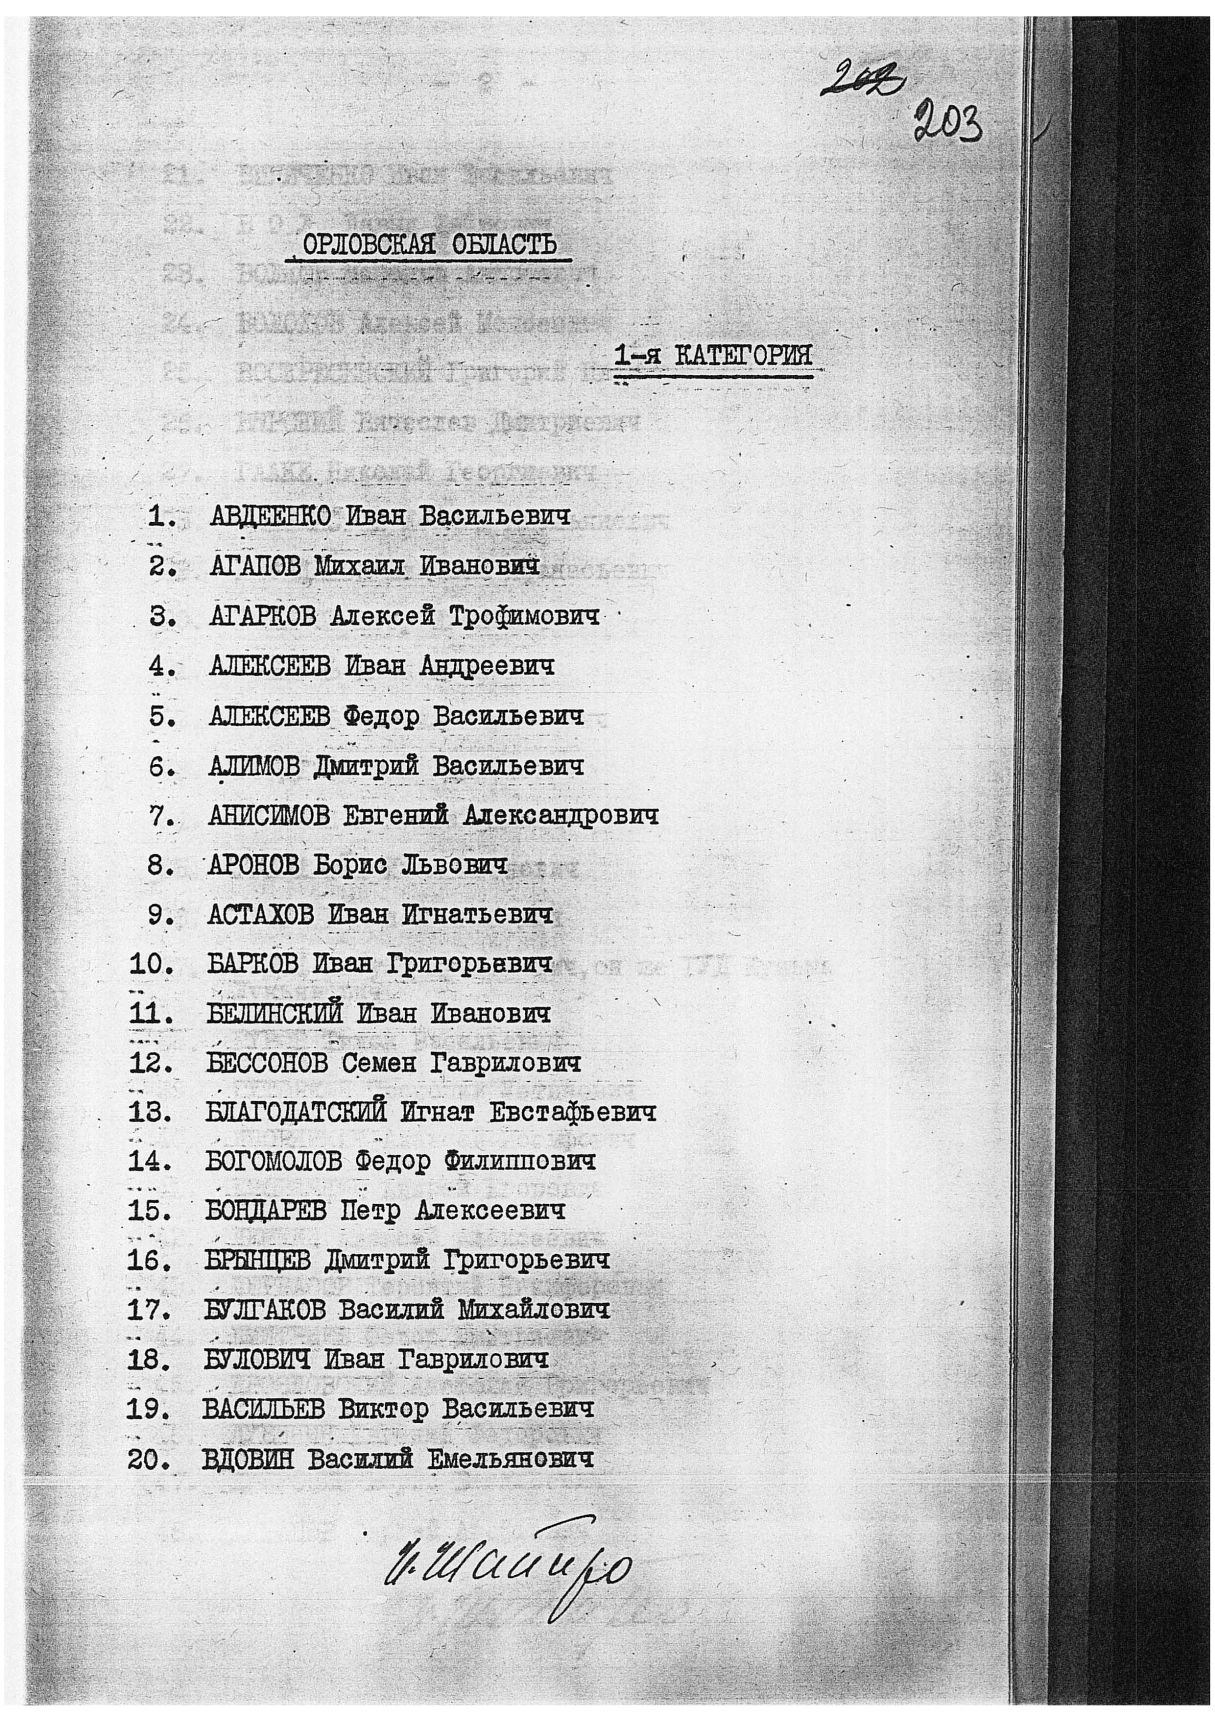 202
203
ОРЛОВСКАЯ ОБЛАСТЬ
1-я КАТЕГОРИЯ
1. АВДЕЕНКО Иван Васильевич
2. АГАПОВ Михаил Иванович
3. АГАРКОВ Алексей Трофимович
4. АЛЕКСЕЕВ Иван Андреевич
5. АЛЕКСЕЕВ Федор Васильевич
6. АЛИМОВ Дмитрий Васильевич
7. АНИСИМОВ Евгений Александрович
8. АРОНОВ Борис Львович
9. АСТАХОВ Иван Игнатьевич
10. БАРКОВ Иван Григорьевич
11. БЕЛИНСКИЙ Иван Иванович
12. БЕССОНОВ Семен Гаврилович
13. БЛАГОДАТСКИЙ Игнат Евстафьевич
14. БОГОМОЛОВ Федор Филиппович
15. БОНДАРЕВ Петр Алексеевич
16. БРЫНЦЕВ Дмитрий Григорьевич
17. БУЛГАКОВ Василий Михайлович
18. БУЛОВИЧ Иван Гаврилович
19. ВАСИЛЬЕВ Виктор Васильевич
20. ВДОВИН Василий Емельянович
И. Шапиро